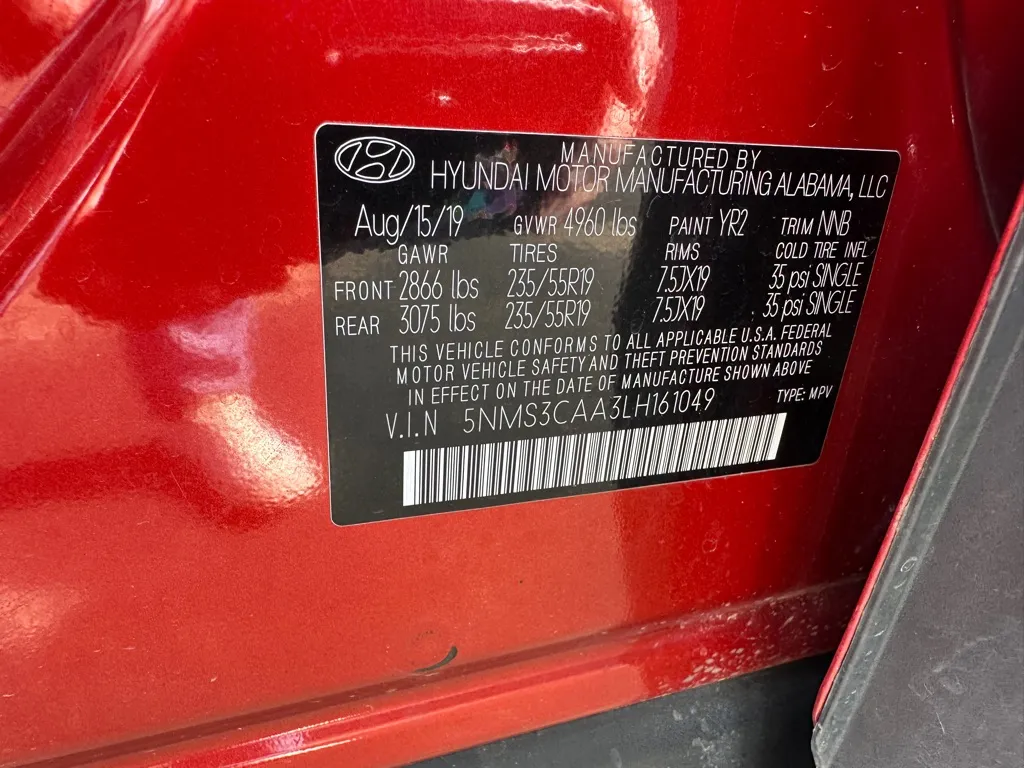 MANUFACTURED BY
HYUNDAI MOTOR MANUFACTURING ALABAMA, LLC
Aug/15/19 GVWR 4960 lbs PAINT YR2 TRIM NNB
GAWR TIRES RIMS COLD TIRE INFL
FRONT 2866 lbs 235/55R19 7.5JX19 35 psi SINGLE
REAR 3075 lbs 235/55R19 7.5JX19 35 psi SINGLE
THIS VEHICLE CONFORMS TO ALL APPLICABLE U.S.A. FEDERAL
MOTOR VEHICLE SAFETY AND THEFT PREVENTION STANDARDS
IN EFFECT ON THE DATE OF MANUFACTURE SHOWN ABOVE
V.I.N 5NMS3CAA3LH161049 TYPE: MPV